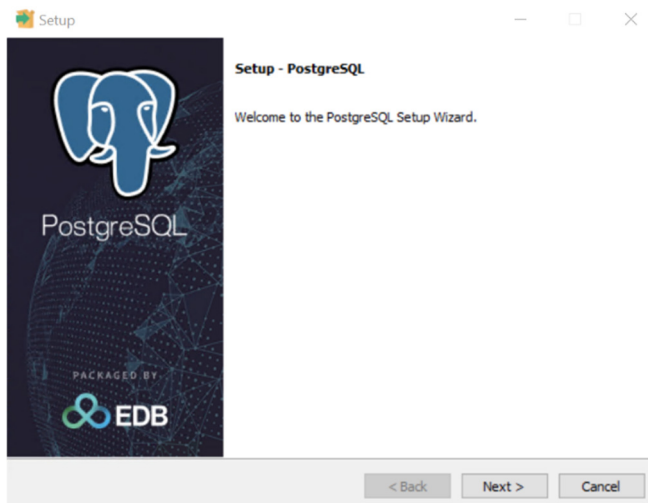 Setup
Setup - PostgreSQL
Welcome to the PostgreSQL Setup Wizard.
PostgreSQL
PACKAGED BY
EDB
< Back
Next >
Cancel